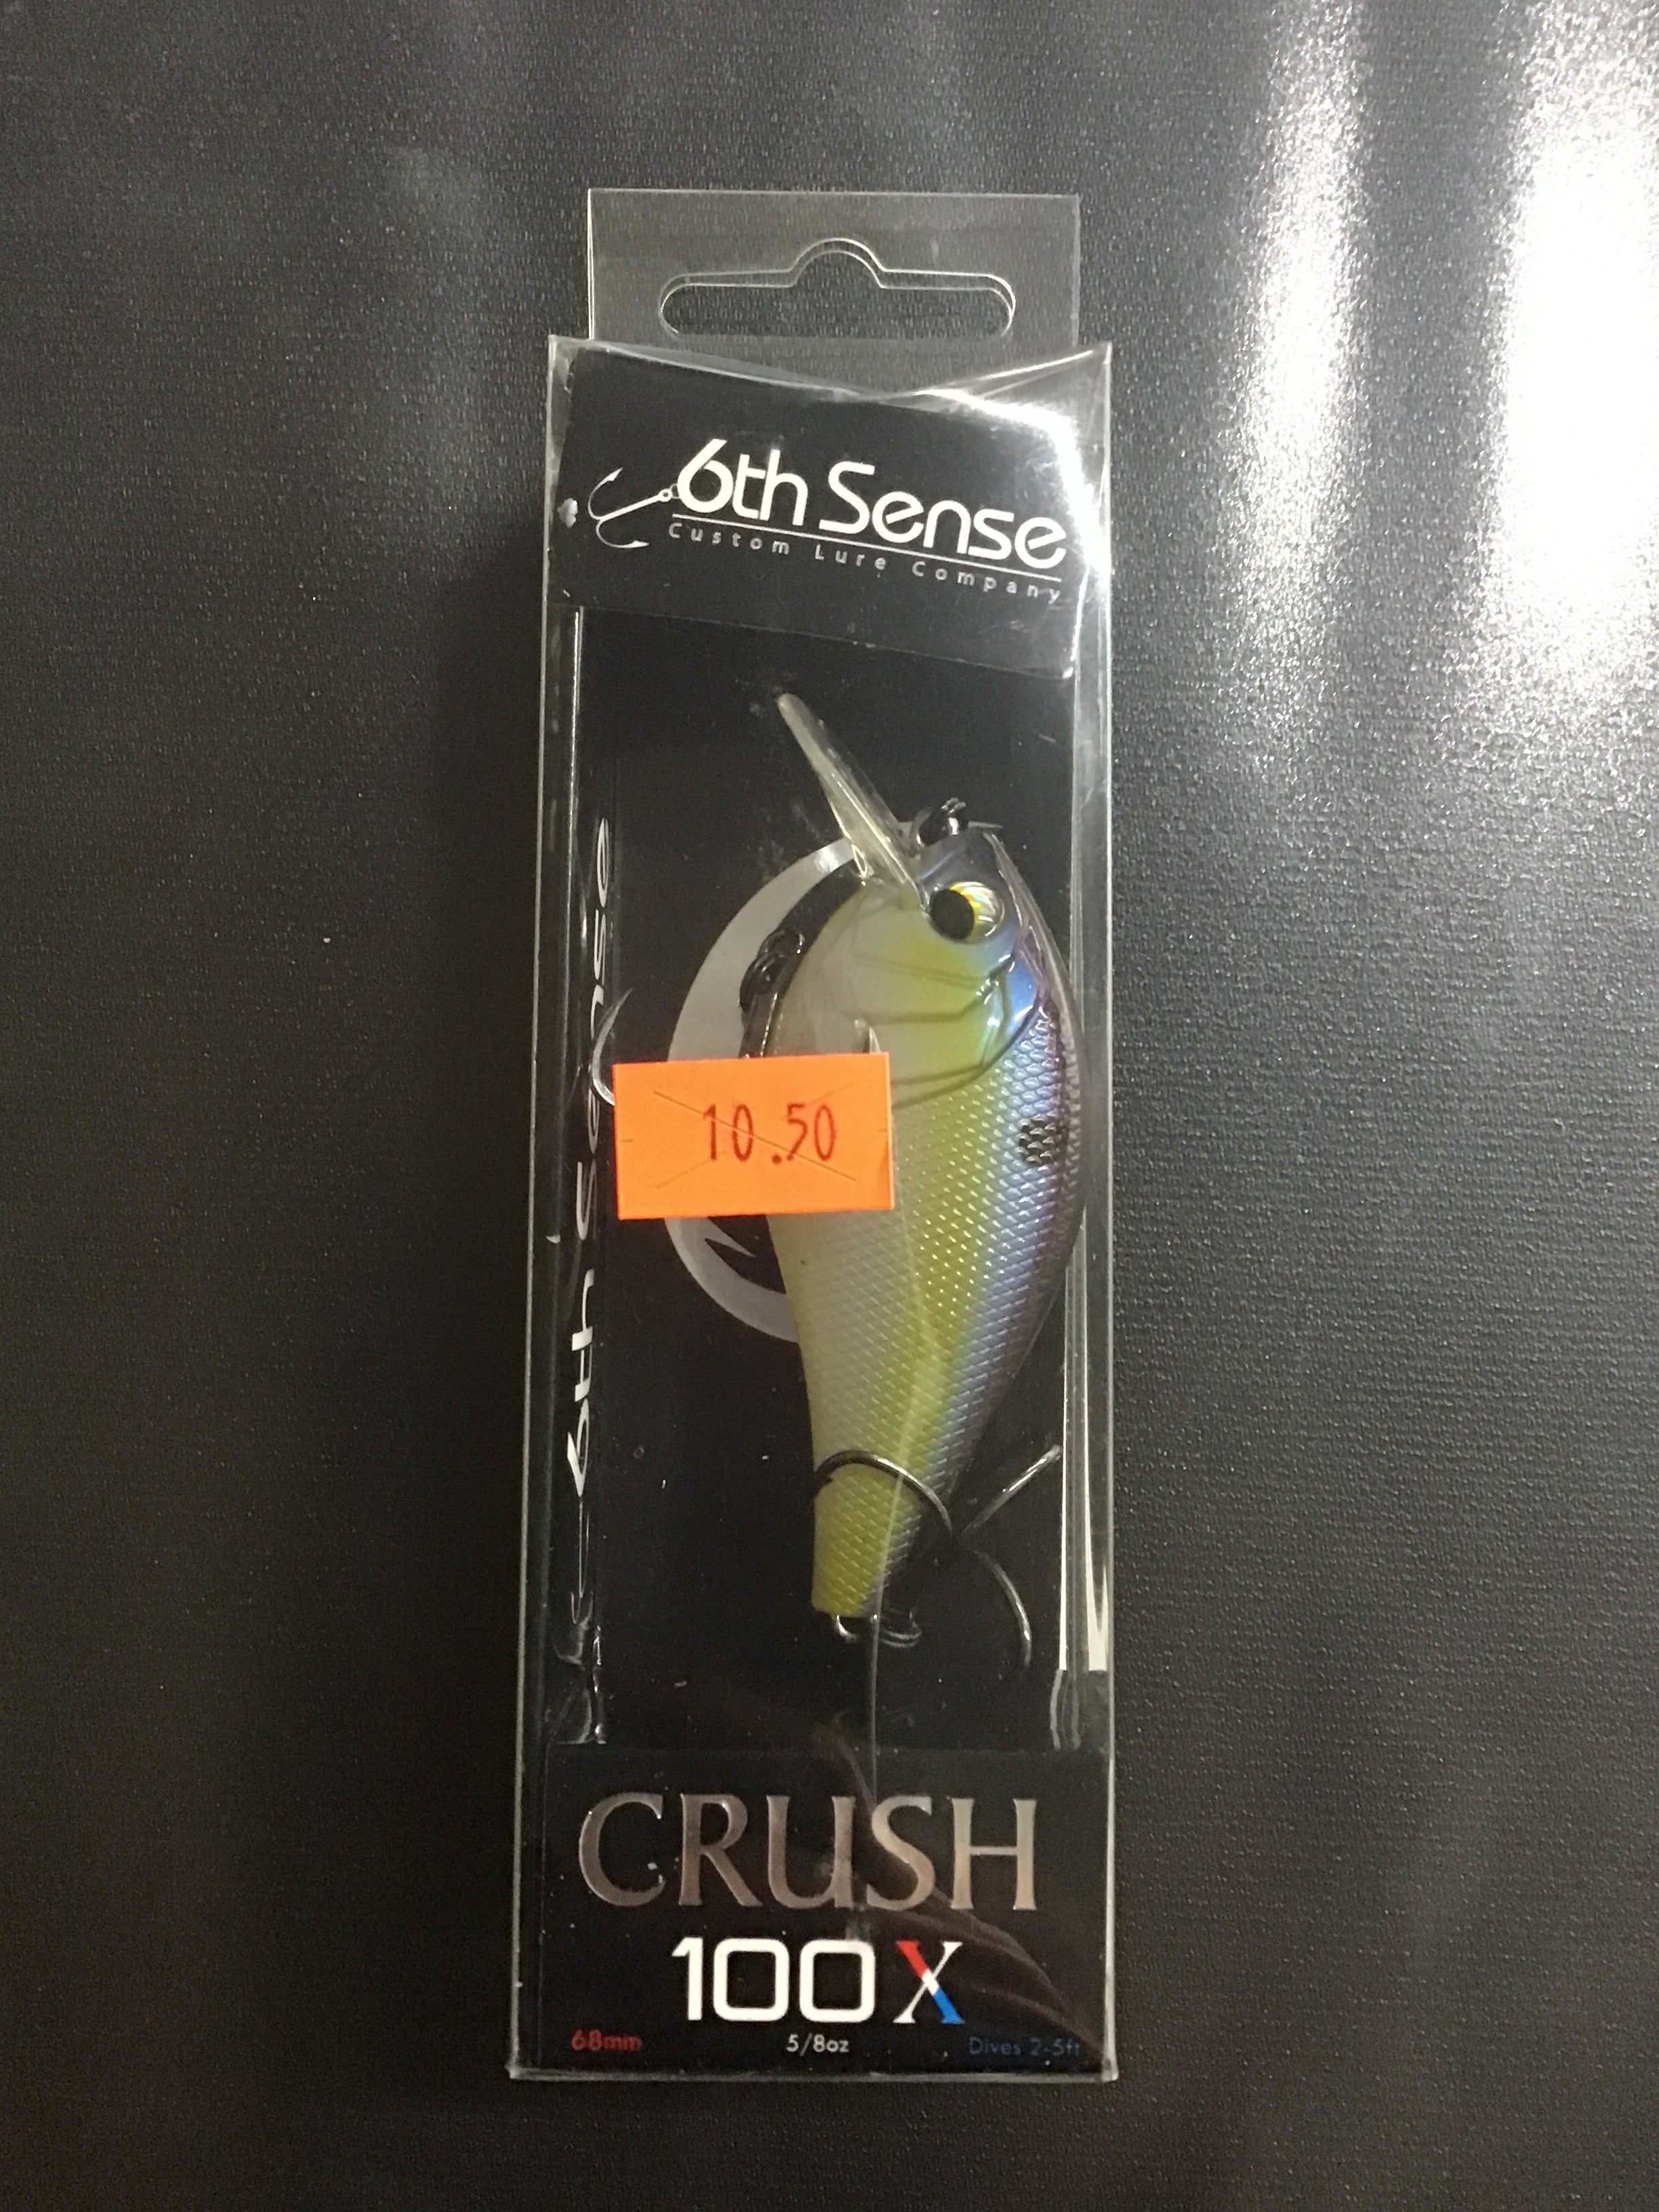 6th Sense
Custom Lure Company
6th Sense
10.50
CRUSH
100X
68mm
5/8oz
Dives 2-5ft